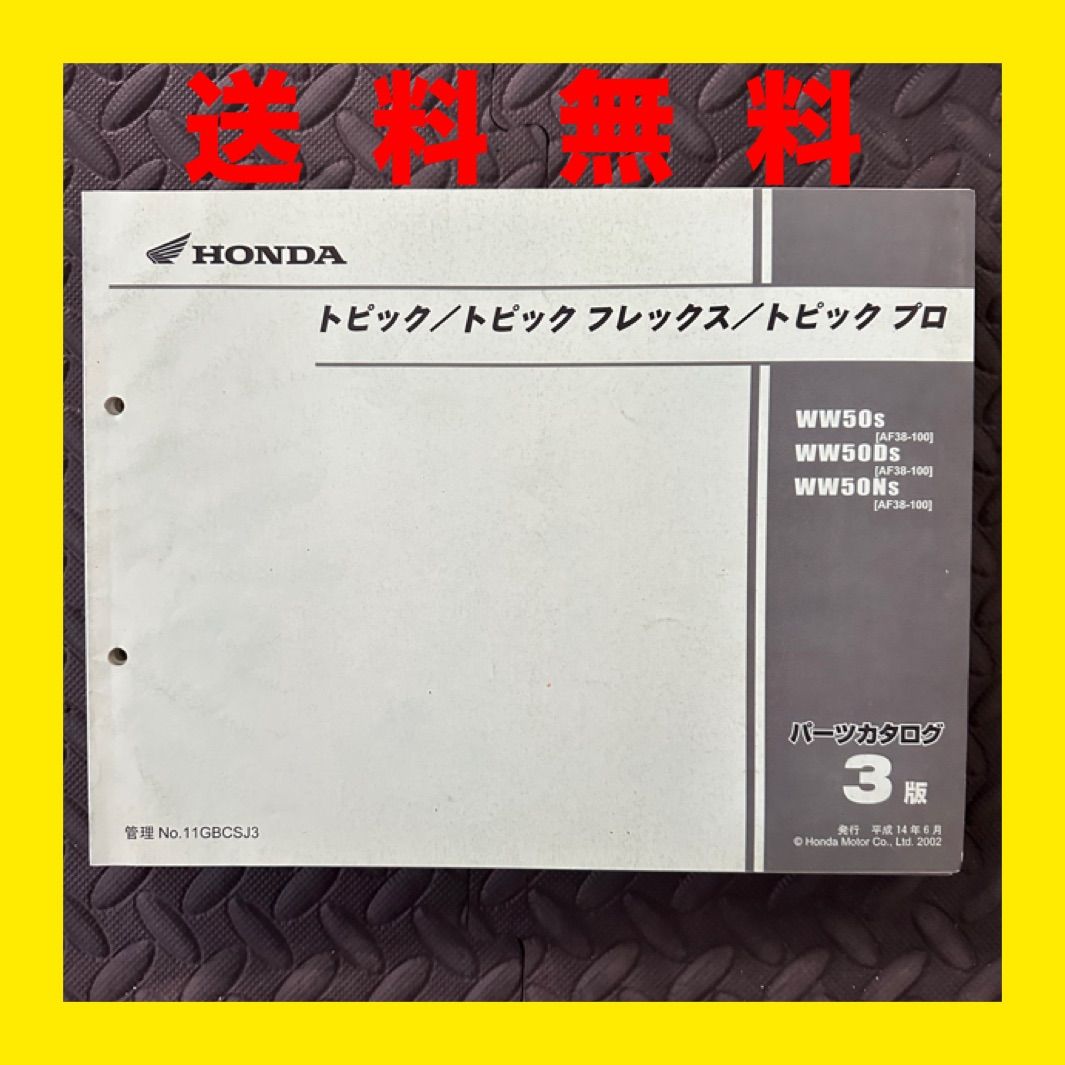 送料無料
HONDA
トピック／トピック フレックス／トピック プロ
WW50S
[AF38-100]
WW50DS
[AF38-100]
WW50NS
[AF38-100]
パーツカタログ
3版
管理 No.11GBCSJ3
発行 平成14年6月
© Honda Motor Co., Ltd. 2002